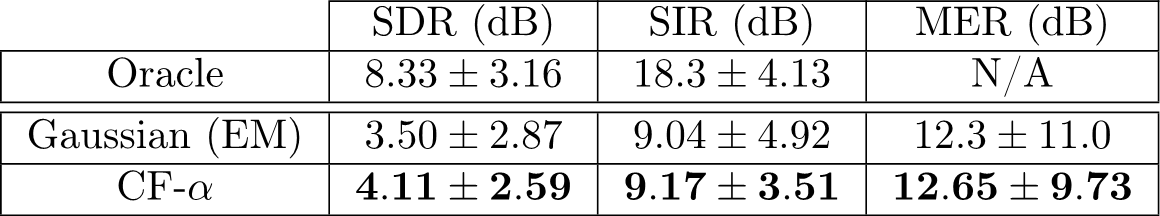 SDR (dB) SIR (dB) MER (dB)
Oracle 8.33 ± 3.16 18.3 ± 4.13 N/A
Gaussian (EM) 3.50 ± 2.87 9.04 ± 4.92 12.3 ± 11.0
CF-α 4.11 ± 2.59 9.17 ± 3.51 12.65 ± 9.73